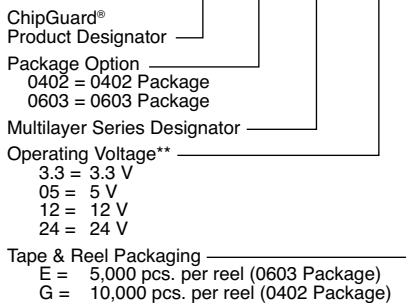 ChipGuard®
Product Designator
Package Option
0402 = 0402 Package
0603 = 0603 Package
Multilayer Series Designator
Operating Voltage**
3.3 = 3.3 V
05 = 5 V
12 = 12 V
24 = 24 V
Tape & Reel Packaging
E = 5,000 pcs. per reel (0603 Package)
G = 10,000 pcs. per reel (0402 Package)